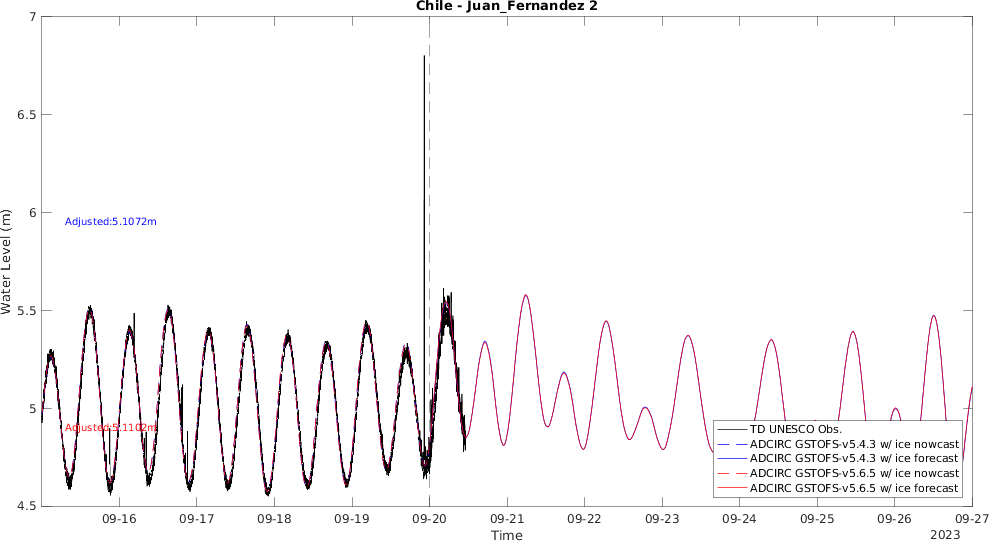 Chile - Juan_Fernandez 2
7
6.5
6
5.5
5
4.5
Water Level (m)
Adjusted:5.1072m
Adjusted:5.1102m
TD UNESCO Obs.
ADCIRC GSTOFS-v5.4.3 w/ ice nowcast
ADCIRC GSTOFS-v5.4.3 w/ ice forecast
ADCIRC GSTOFS-v5.6.5 w/ ice nowcast
ADCIRC GSTOFS-v5.6.5 w/ ice forecast
09-16 09-17 09-18 09-19 09-20 09-21 09-22 09-23 09-24 09-25 09-26 09-27
Time
2023